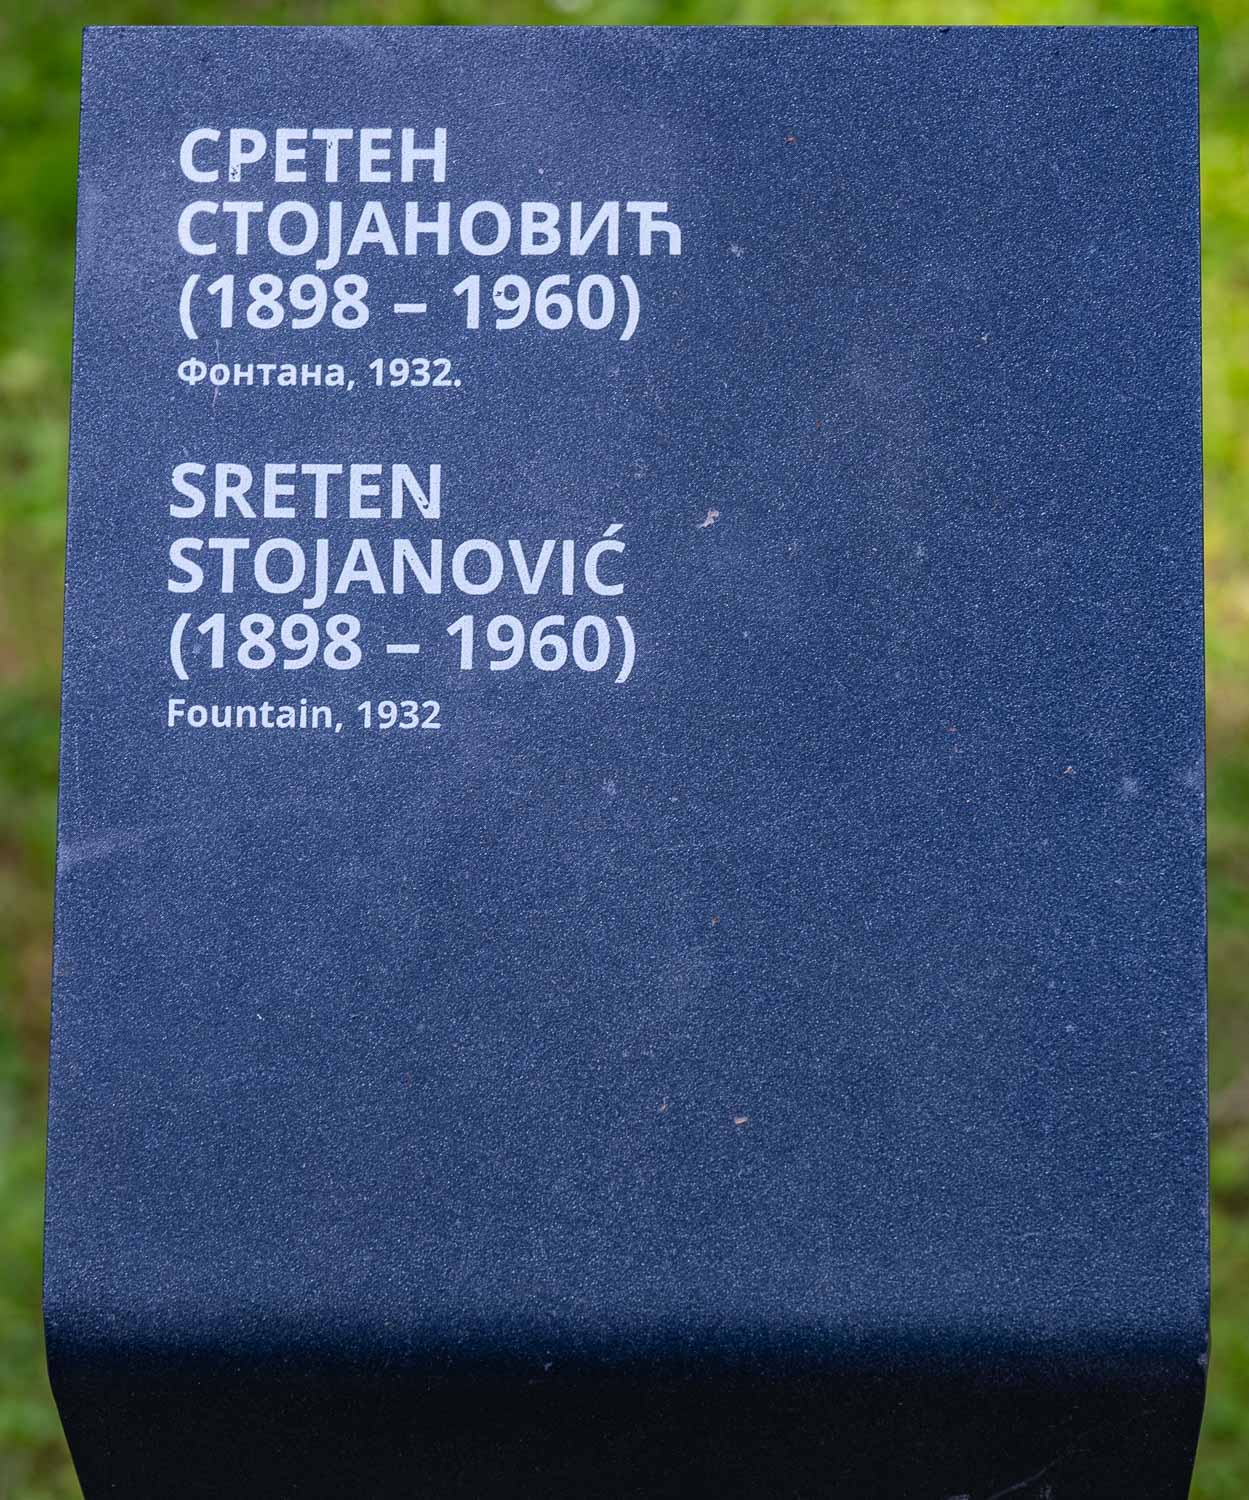 СРЕТЕН
СТОЈАНОВИЋ
(1898 – 1960)
Фонтана, 1932.
SRETEN
STOJANOVIĆ
(1898 – 1960)
Fountain, 1932